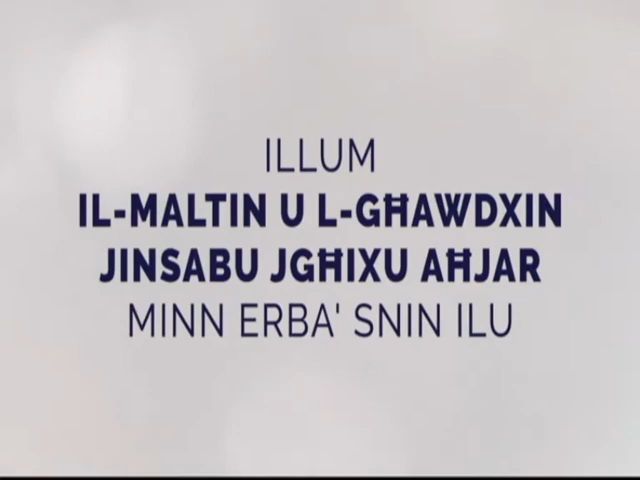 ILLUM
IL-MALTIN U L-GĦAWDXIN
JINSABU JGĦIXU AĦJAR
MINN ERBA' SNIN ILU